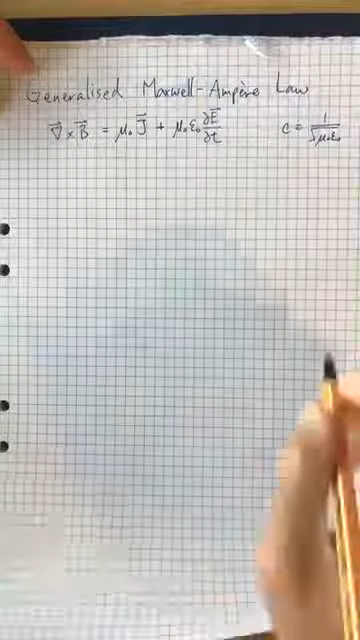 Generalised Maxwell-Ampère Law
∇⃗ × B⃗ = μ₀ J⃗ + μ₀ε₀ ∂E⃗/∂t c = 1/√μ₀ε₀